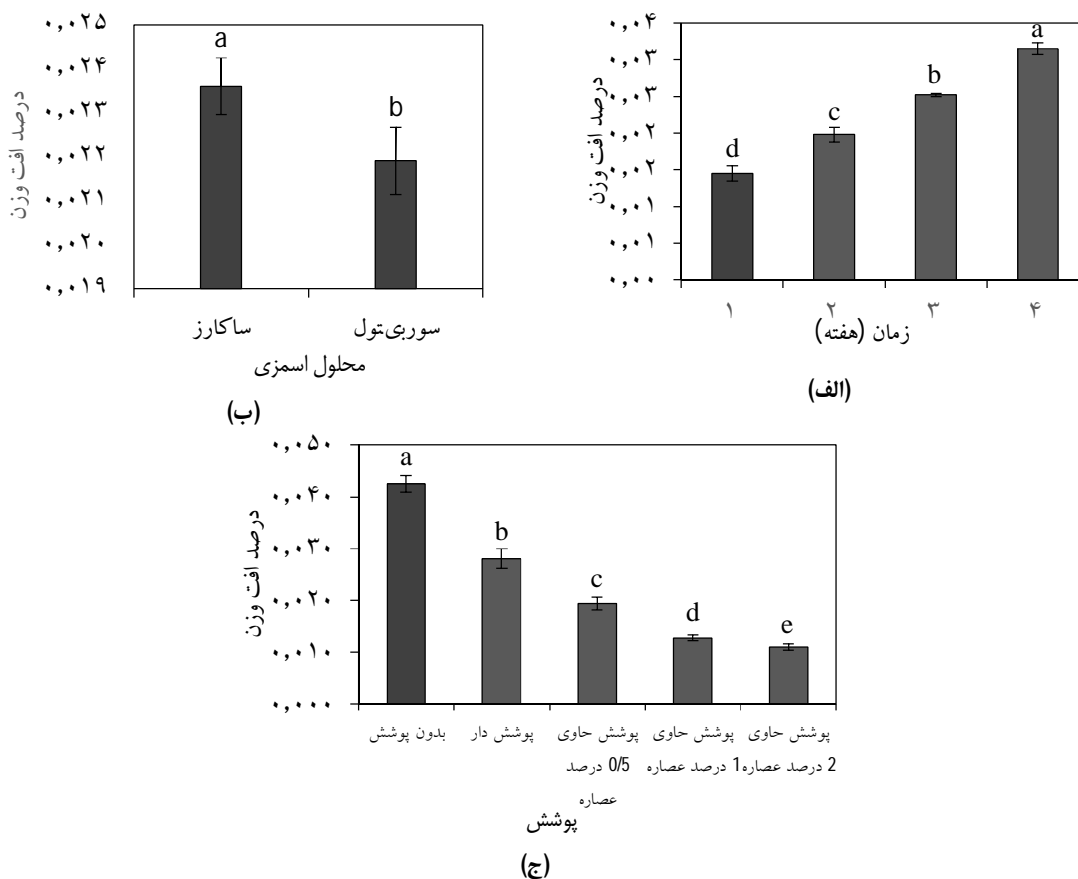 ۰,۰۴
۰,۰۳
۰,۰۳
۰,۰۲
۰,۰۲
۰,۰۱
۰,۰۱
۰,۰۰
درصد افت وزن
d
c
b
a
۱
۲
۳
۴
زمان (هفته)
(الف)
۰,۰۲۵
۰,۰۲۴
۰,۰۲۳
۰,۰۲۲
۰,۰۲۱
۰,۰۲۰
۰,۰۱۹
درصد افت وزن
a
b
ساکارز
سوربی‌تول
محلول اسمزی
(ب)
۰,۰۵۰
۰,۰۴۰
۰,۰۳۰
۰,۰۲۰
۰,۰۱۰
۰,۰۰۰
درصد افت وزن
a
b
c
d
e
بدون پوشش
پوشش دار
پوشش حاوی
0/5 درصد
عصاره
پوشش حاوی
1 درصد عصاره
پوشش حاوی
2 درصد عصاره
پوشش
(ج)